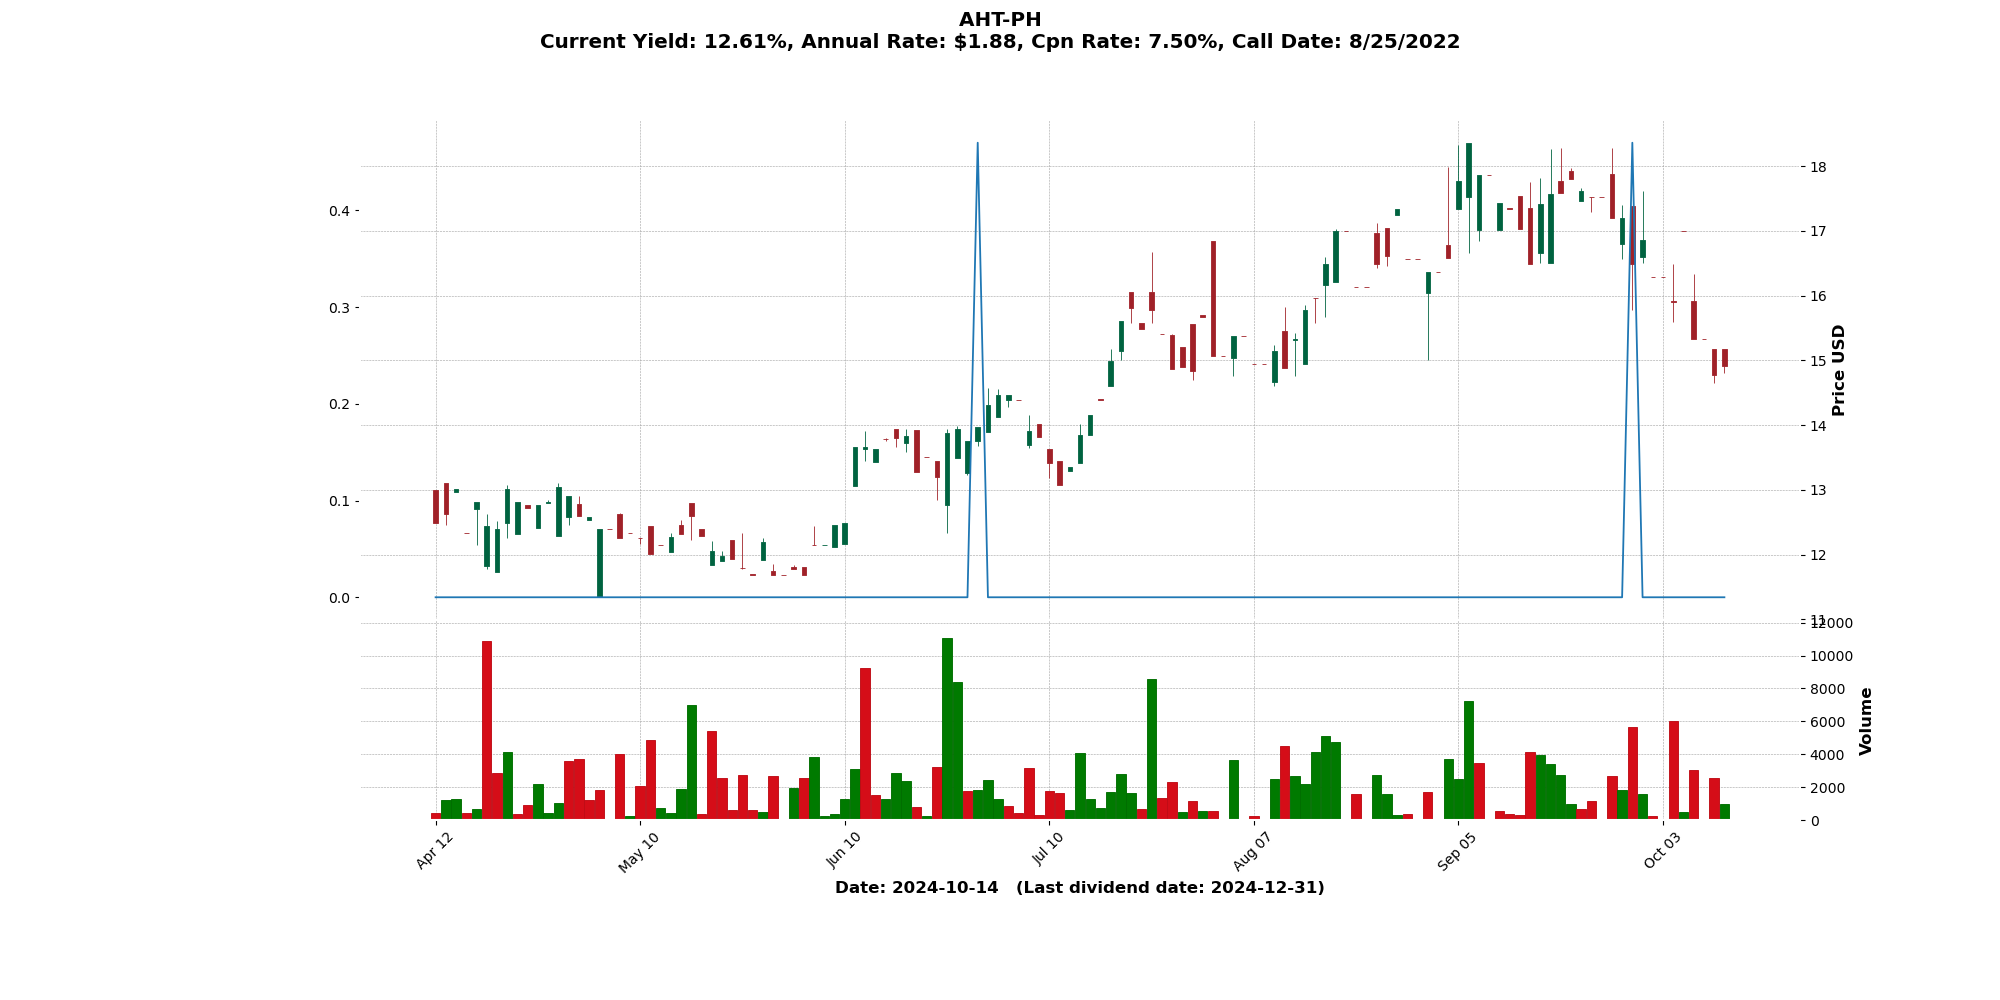 AHT-PH
Current Yield: 12.61%, Annual Rate: $1.88, Cpn Rate: 7.50%, Call Date: 8/25/2022
0.4
0.3
0.2
0.1
0.0
18
17
16
15
14
13
12
11
Price USD
12000
10000
8000
6000
4000
2000
0
Volume
Apr 12
May 10
Jun 10
Jul 10
Aug 07
Sep 05
Oct 03
Date: 2024-10-14 (Last dividend date: 2024-12-31)